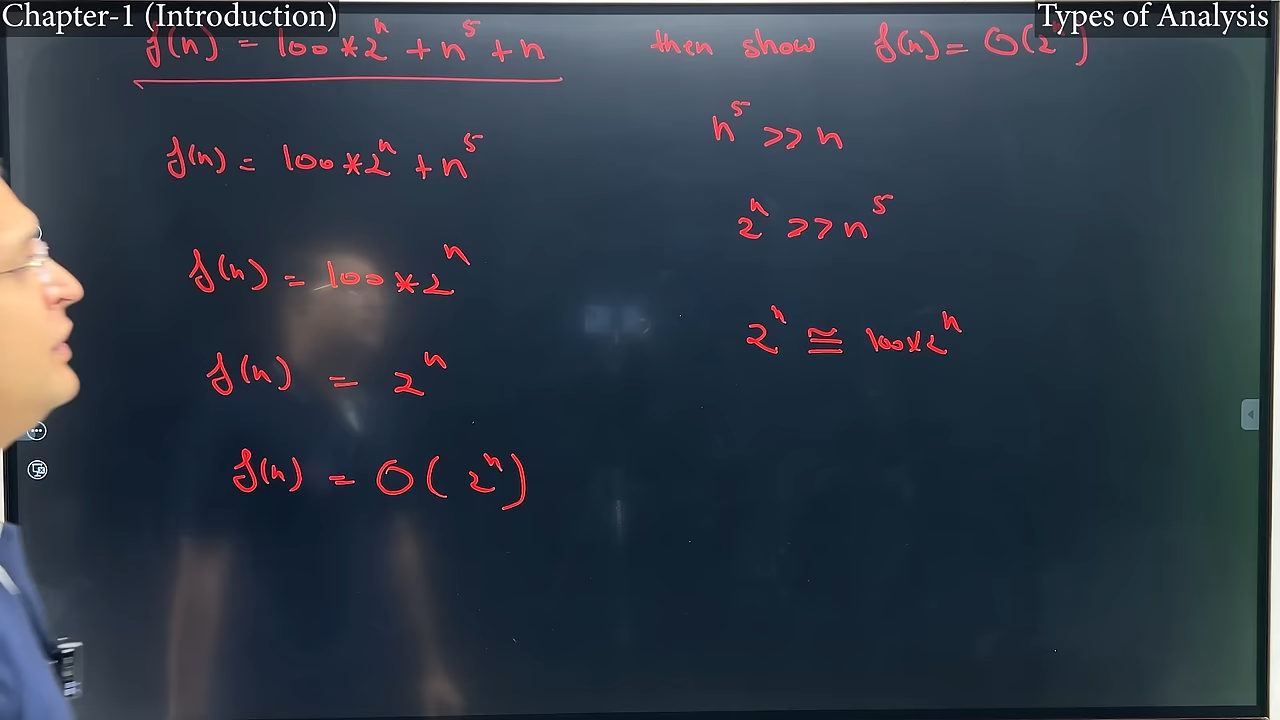 Chapter-1 (Introduction)
Types of Analysis
f(n) = 100*2^n + n^5 + n then show f(n) = O(2^n)
f(n) = 100*2^n + n^5
n^5 >> n
2^n >> n^5
f(n) = 100*2^n
2^n ≅ 100*2^n
f(n) = 2^n
f(n) = O(2^n)